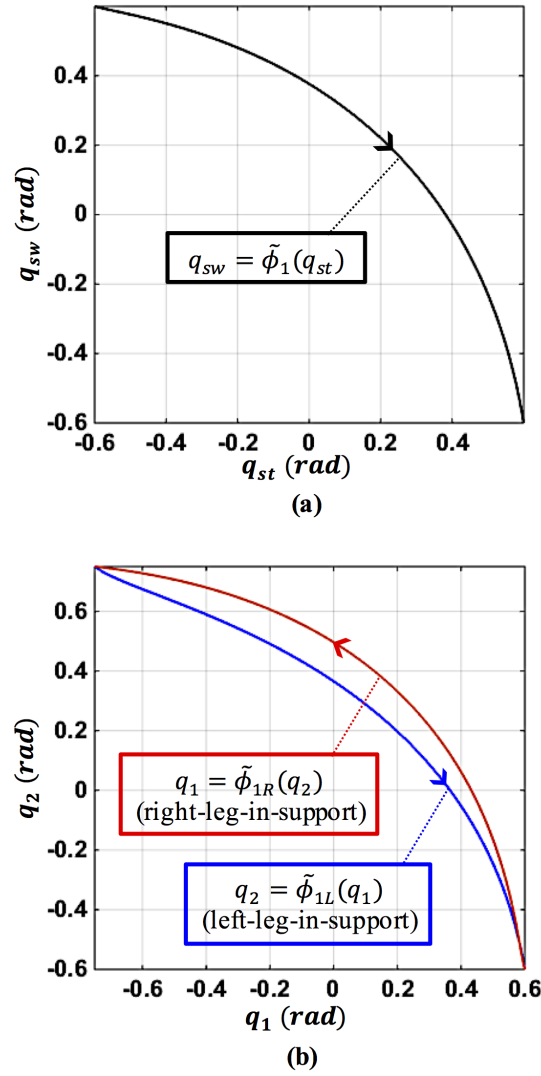 0.4
0.2
0
-0.2
-0.4
-0.6
q_sw (rad)
q_sw = φ̃_1(q_st)
-0.6 -0.4 -0.2 0 0.2 0.4
q_st (rad)
(a)
0.6
0.4
0.2
0
-0.2
-0.4
-0.6
q_2 (rad)
q_1 = φ̃_1R(q_2)
(right-leg-in-support)
q_2 = φ̃_1L(q_1)
(left-leg-in-support)
-0.6 -0.4 -0.2 0 0.2 0.4 0.6
q_1 (rad)
(b)